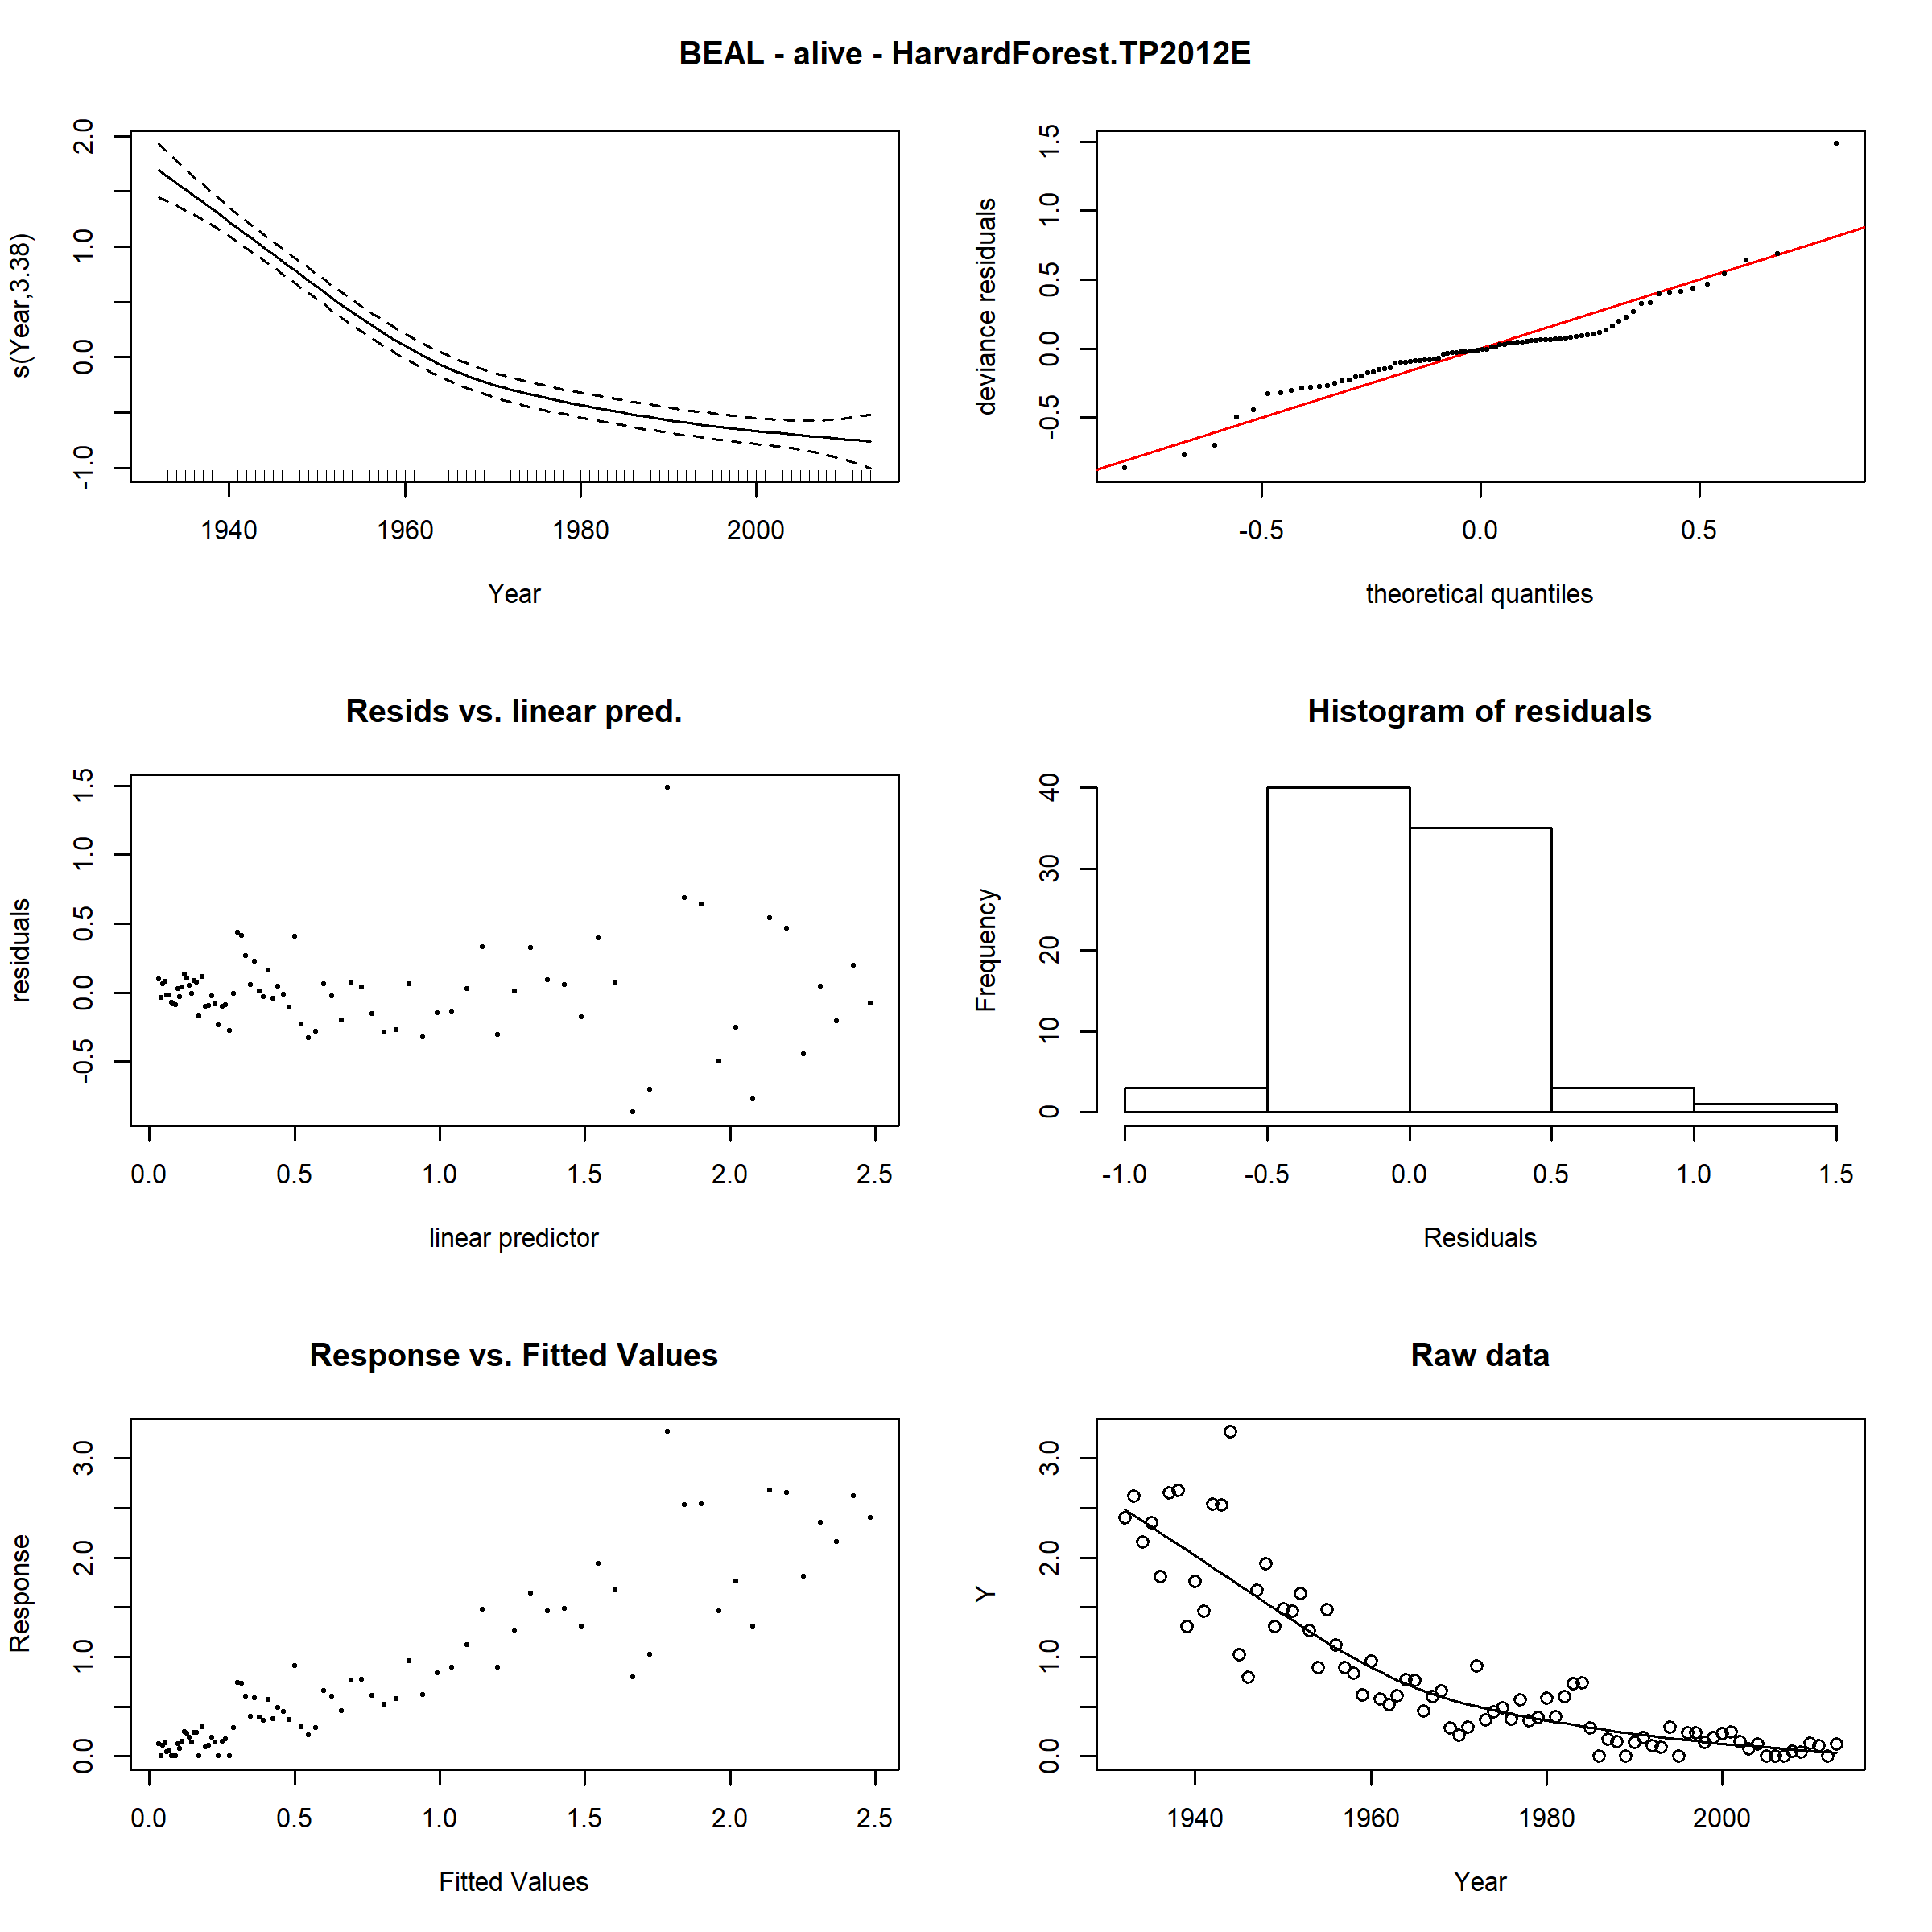 BEAL - alive - HarvardForest.TP2012E
s(Year,3.38)
2.0
1.0
0.0
-1.0
1940 1960 1980 2000
Year
deviance residuals
1.5
1.0
0.5
0.0
-0.5
-0.5 0.0 0.5
theoretical quantiles
Resids vs. linear pred.
residuals
1.5
1.0
0.5
0.0
-0.5
0.0 0.5 1.0 1.5 2.0 2.5
linear predictor
Histogram of residuals
Frequency
40
30
20
10
0
-1.0 -0.5 0.0 0.5 1.0 1.5
Residuals
Response vs. Fitted Values
Response
3.0
2.0
1.0
0.0
0.0 0.5 1.0 1.5 2.0 2.5
Fitted Values
Raw data
Y
3.0
2.0
1.0
0.0
1940 1960 1980 2000
Year